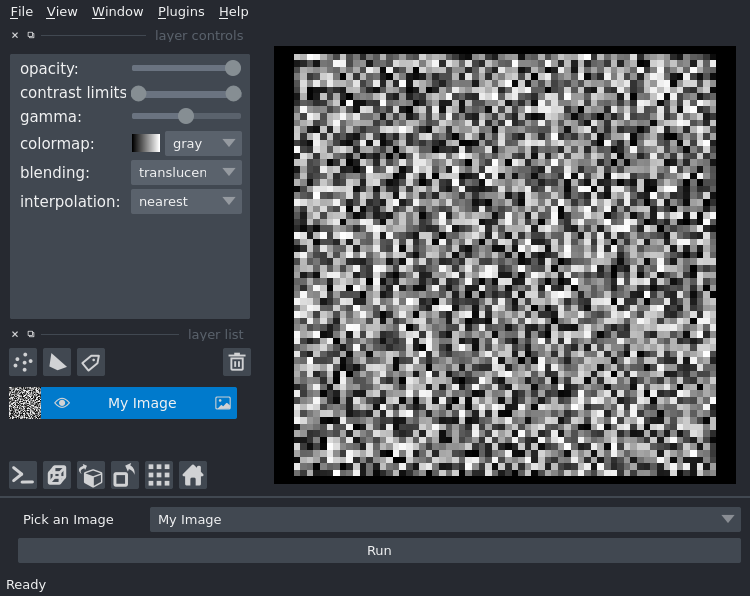 File View Window Plugins Help
layer controls
opacity:
contrast limits
gamma:
colormap: gray
blending: translucen
interpolation: nearest
layer list
My Image
Pick an Image My Image
Run
Ready